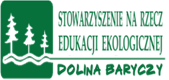 STOWARZYSZENIE NA RZECZ
EDUKACJI EKOLOGICZNEJ
DOLINA BARYCZY